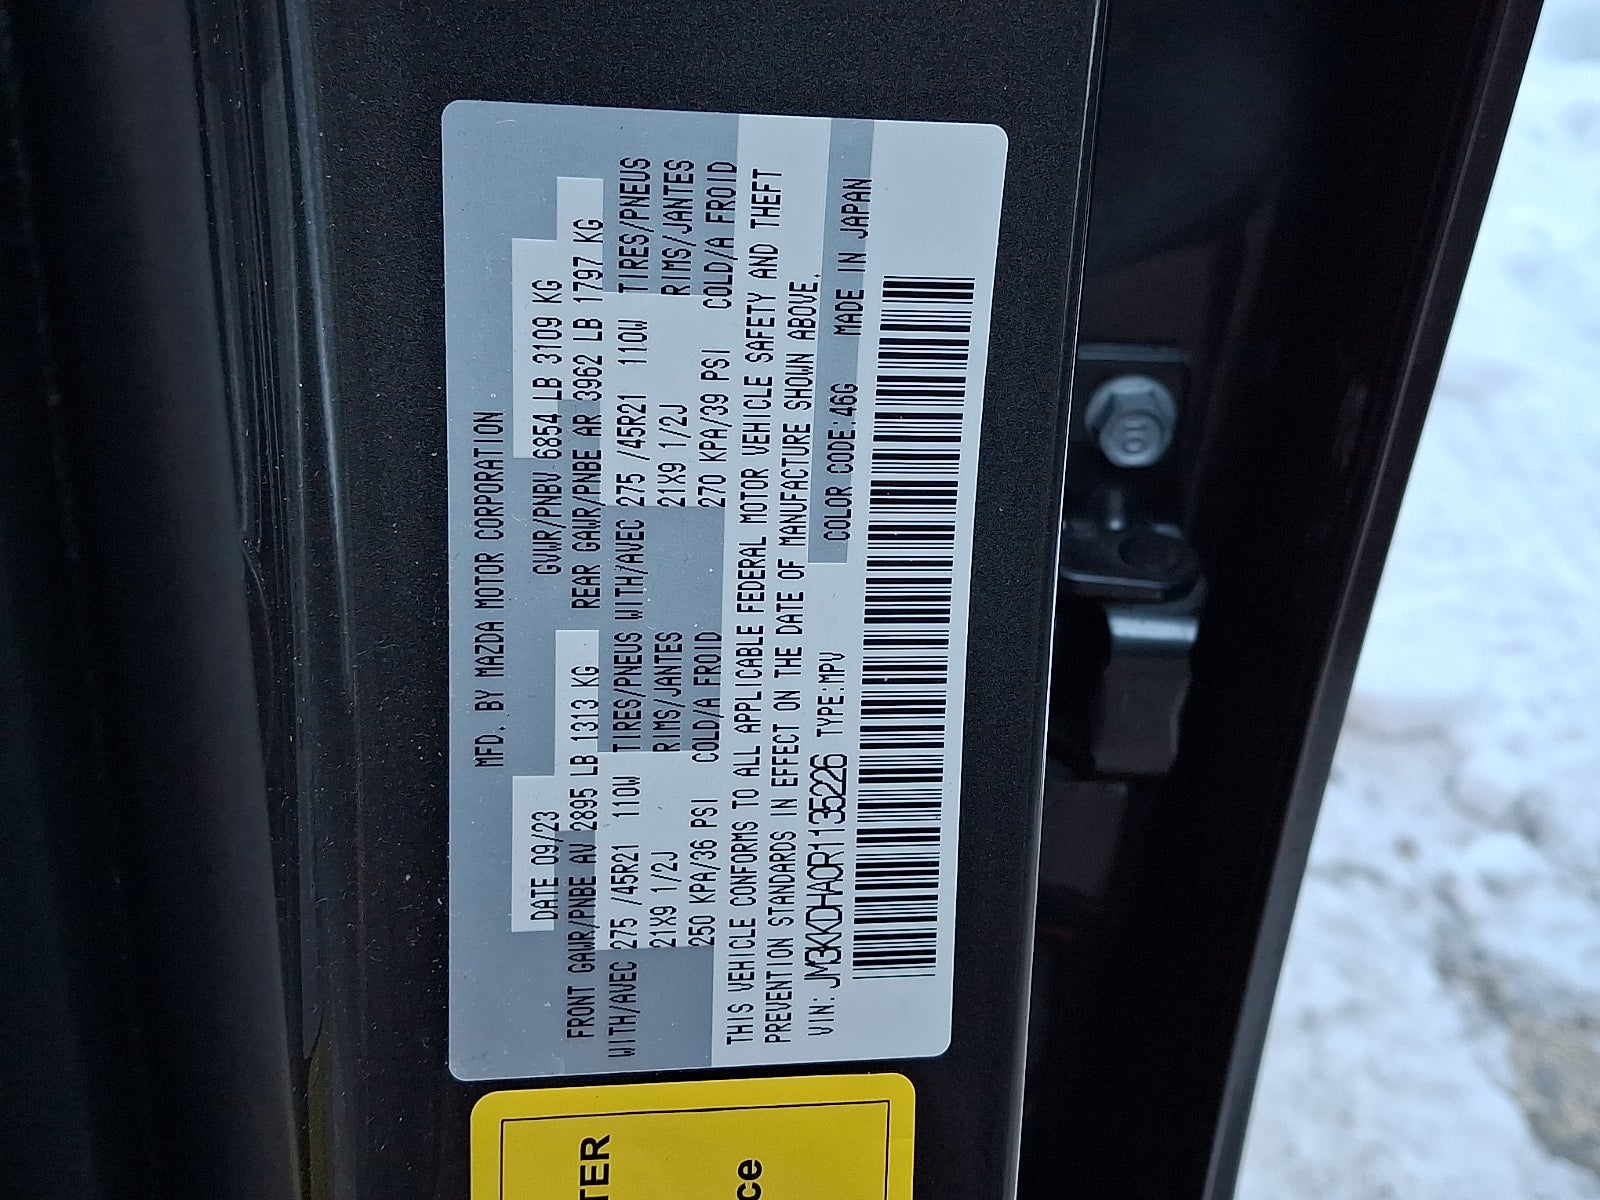 MFD. BY MAZDA MOTOR CORPORATION
DATE 09/23 GVWR/PNBV 6854 LB 3109 KG
FRONT GAWR/PNBE AV 2895 LB 1313 KG REAR GAWR/PNBE AR 3962 LB 1797 KG
WITH/AVEC 275 /45R21 110W TIRES/PNEUS WITH/AVEC 275 /45R21 110W TIRES/PNEUS
21X9 1/2J RIMS/JANTES 21X9 1/2J RIMS/JANTES
250 KPA/36 PSI COLD/A FROID 270 KPA/39 PSI COLD/A FROID
THIS VEHICLE CONFORMS TO ALL APPLICABLE FEDERAL MOTOR VEHICLE SAFETY AND THEFT
PREVENTION STANDARDS IN EFFECT ON THE DATE OF MANUFACTURE SHOWN ABOVE.
VIN: JM3KKDHA0R1135226 TYPE:MPV COLOR CODE:46G MADE IN JAPAN